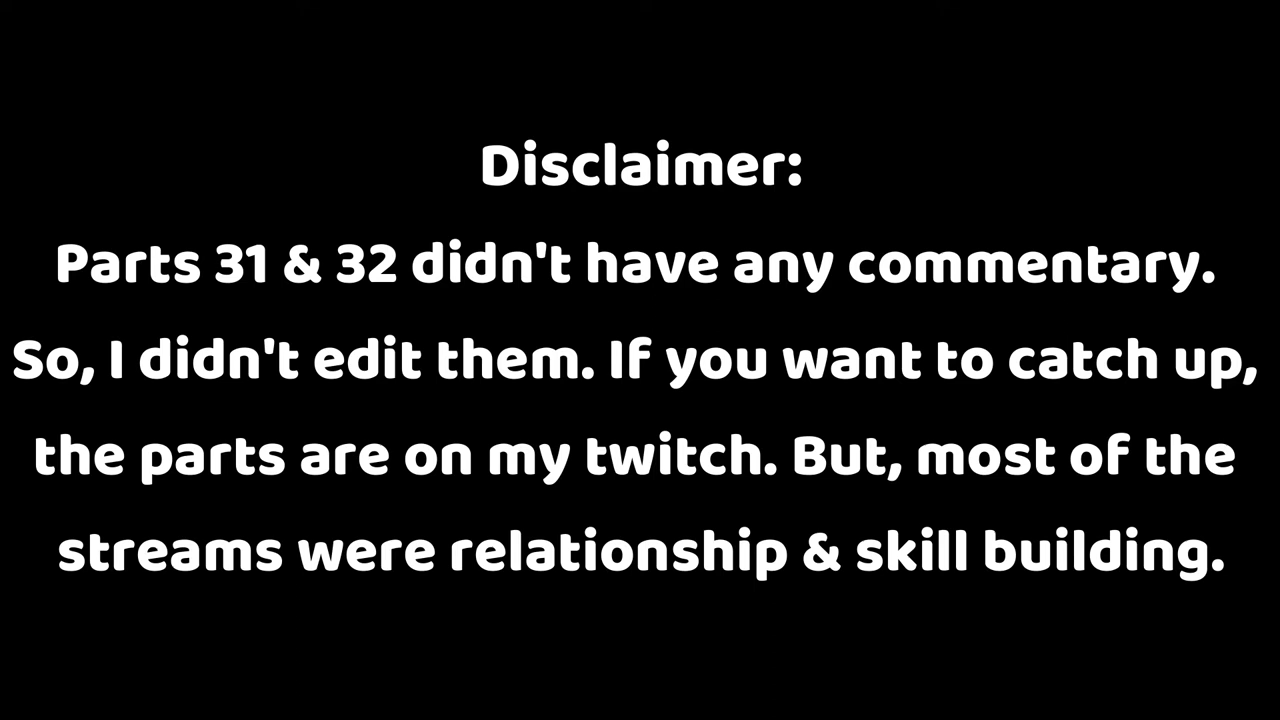 Disclaimer:
Parts 31 & 32 didn't have any commentary.
So, I didn't edit them. If you want to catch up,
the parts are on my twitch. But, most of the
streams were relationship & skill building.